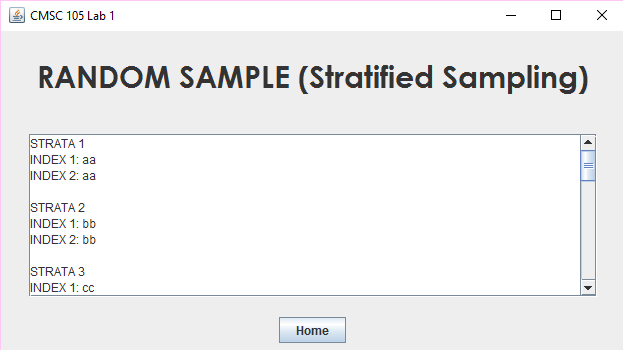 CMSC 105 Lab 1
RANDOM SAMPLE (Stratified Sampling)
STRATA 1
INDEX 1: aa
INDEX 2: aa
STRATA 2
INDEX 1: bb
INDEX 2: bb
STRATA 3
INDEX 1: cc
Home